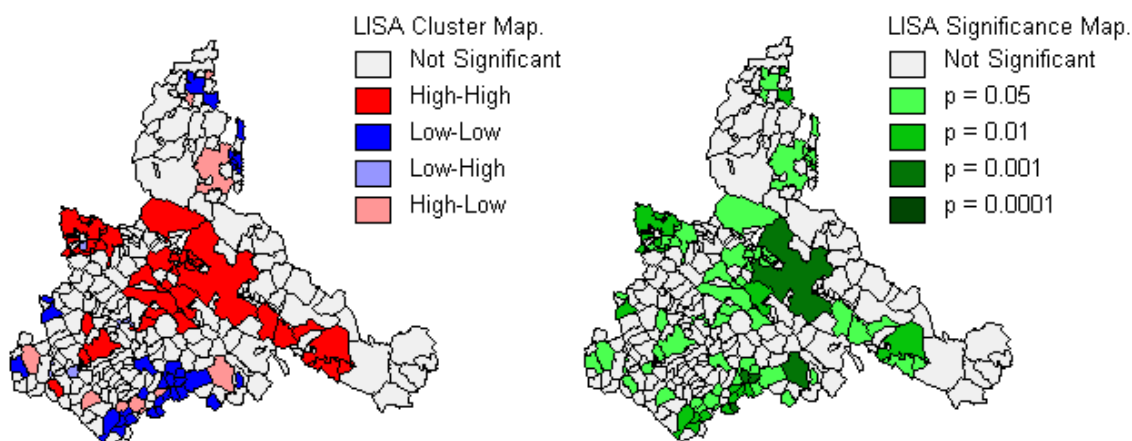 LISA Cluster Map.
Not Significant
High-High
Low-Low
Low-High
High-Low
LISA Significance Map.
Not Significant
p = 0.05
p = 0.01
p = 0.001
p = 0.0001